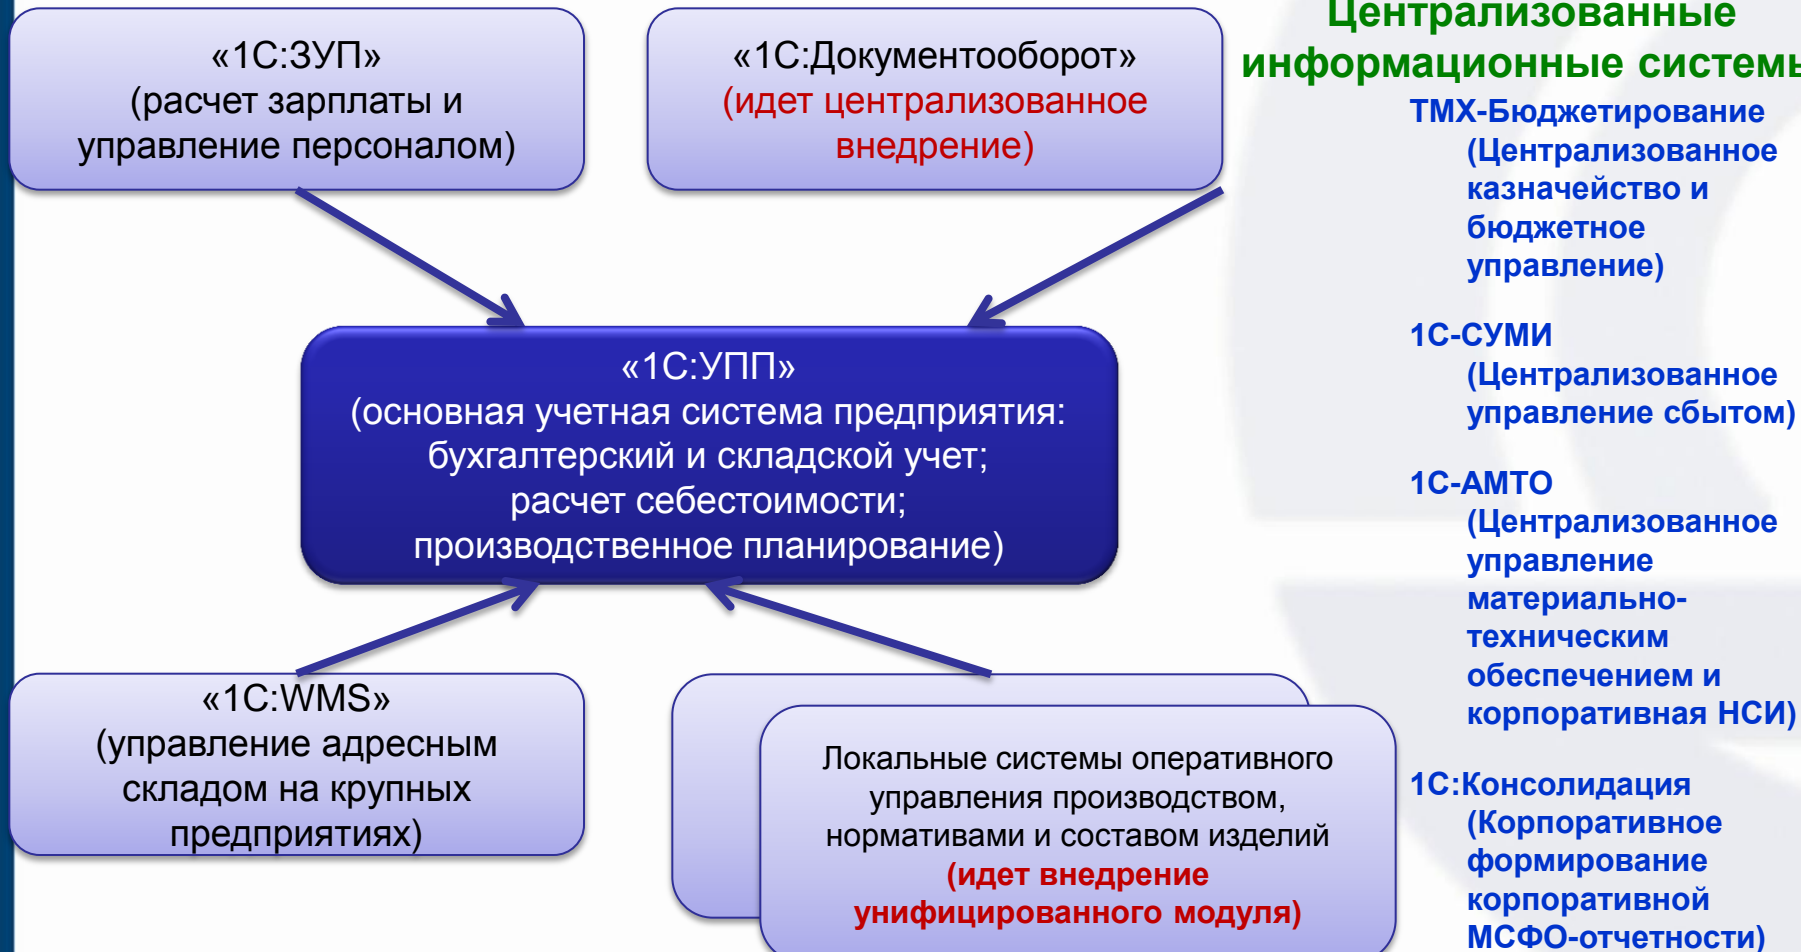 «1С:ЗУП»
(расчет зарплаты и
управление персоналом)
«1С:Документооборот»
(идет централизованное
внедрение)
«1С:УПП»
(основная учетная система предприятия:
бухгалтерский и складской учет;
расчет себестоимости;
производственное планирование)
«1С:WMS»
(управление адресным
складом на крупных
предприятиях)
Локальные системы оперативного
управления производством,
нормативами и составом изделий
(идет внедрение
унифицированного модуля)
Централизованные
информационные системы
ТМХ-Бюджетирование
(Централизованное
казначейство и
бюджетное
управление)
1С-СУМИ
(Централизованное
управление сбытом)
1С-АМТО
(Централизованное
управление
материально-
техническим
обеспечением и
корпоративная НСИ)
1С:Консолидация
(Корпоративное
формирование
корпоративной
МСФО-отчетности)